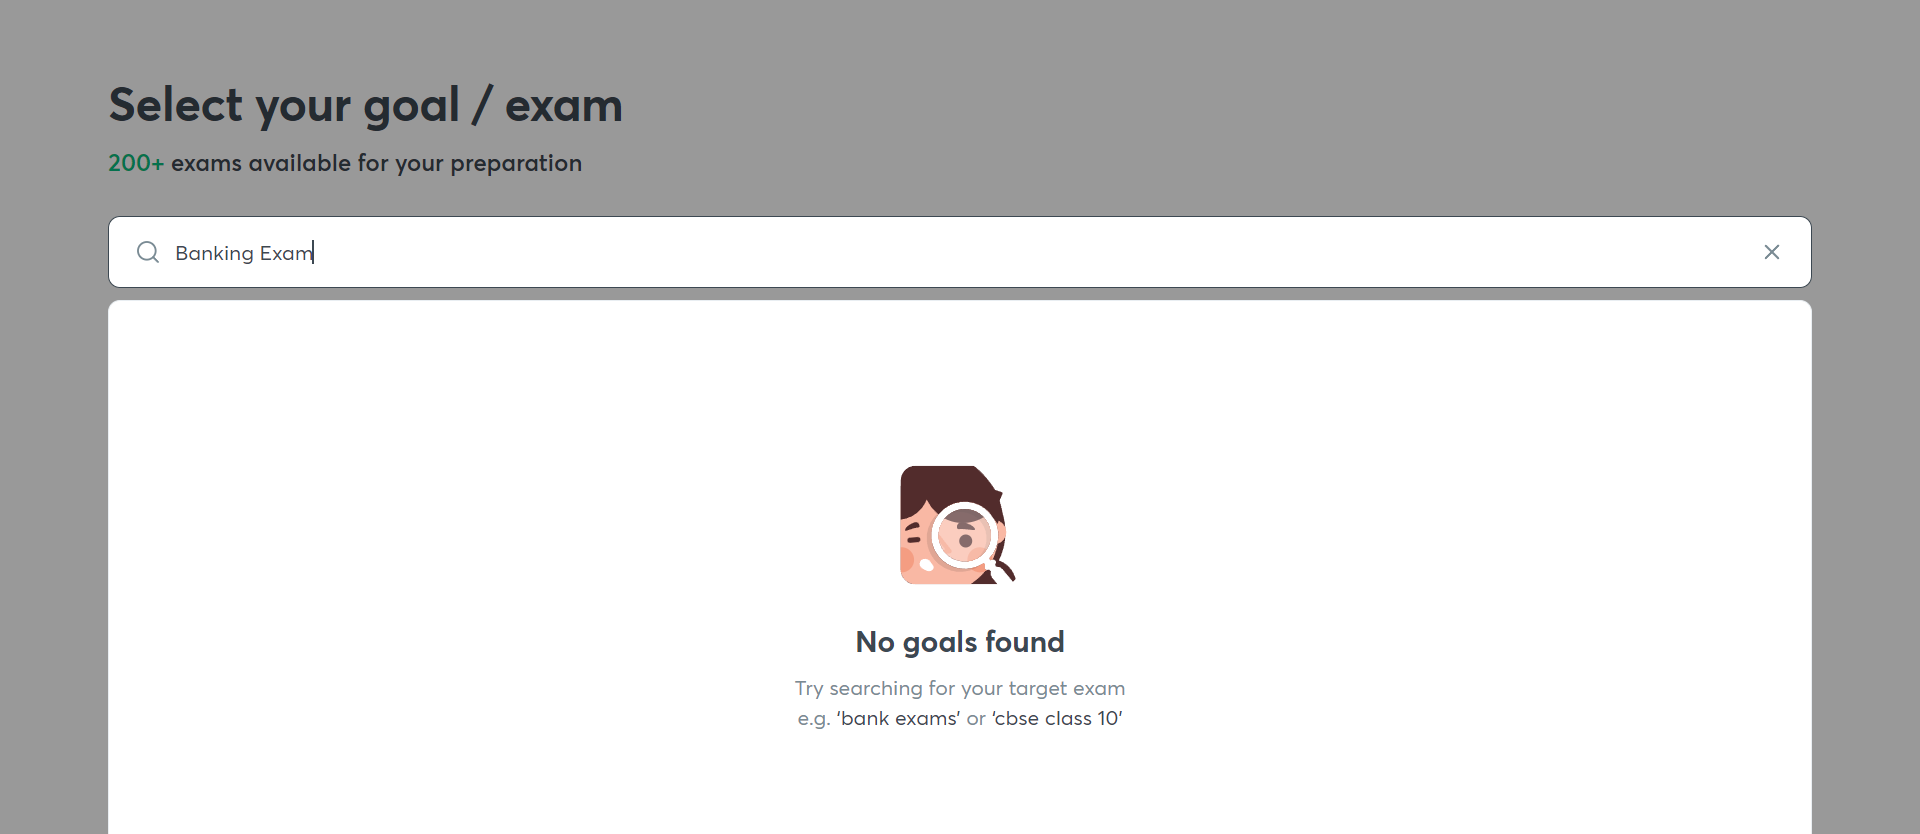 Select your goal / exam
200+ exams available for your preparation
Banking Exam
No goals found
Try searching for your target exam
e.g. ‘bank exams’ or ‘cbse class 10’